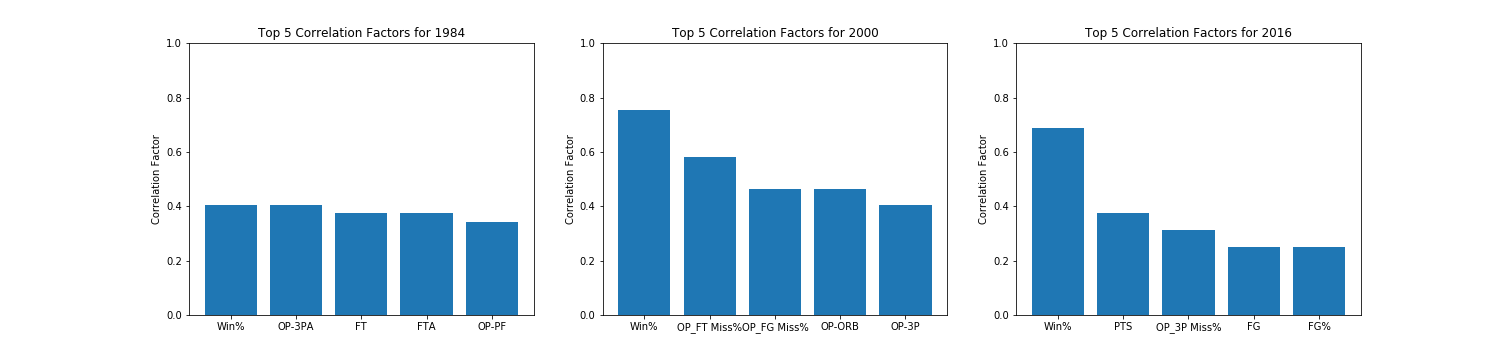 Top 5 Correlation Factors for 1984
1.0
0.8
0.6
0.4
0.2
0.0
Correlation Factor
Win% OP-3PA FT FTA OP-PF
Top 5 Correlation Factors for 2000
1.0
0.8
0.6
0.4
0.2
0.0
Correlation Factor
Win% OP_FT Miss% OP_FG Miss% OP-ORB OP-3P
Top 5 Correlation Factors for 2016
1.0
0.8
0.6
0.4
0.2
0.0
Correlation Factor
Win% PTS OP_3P Miss% FG FG%